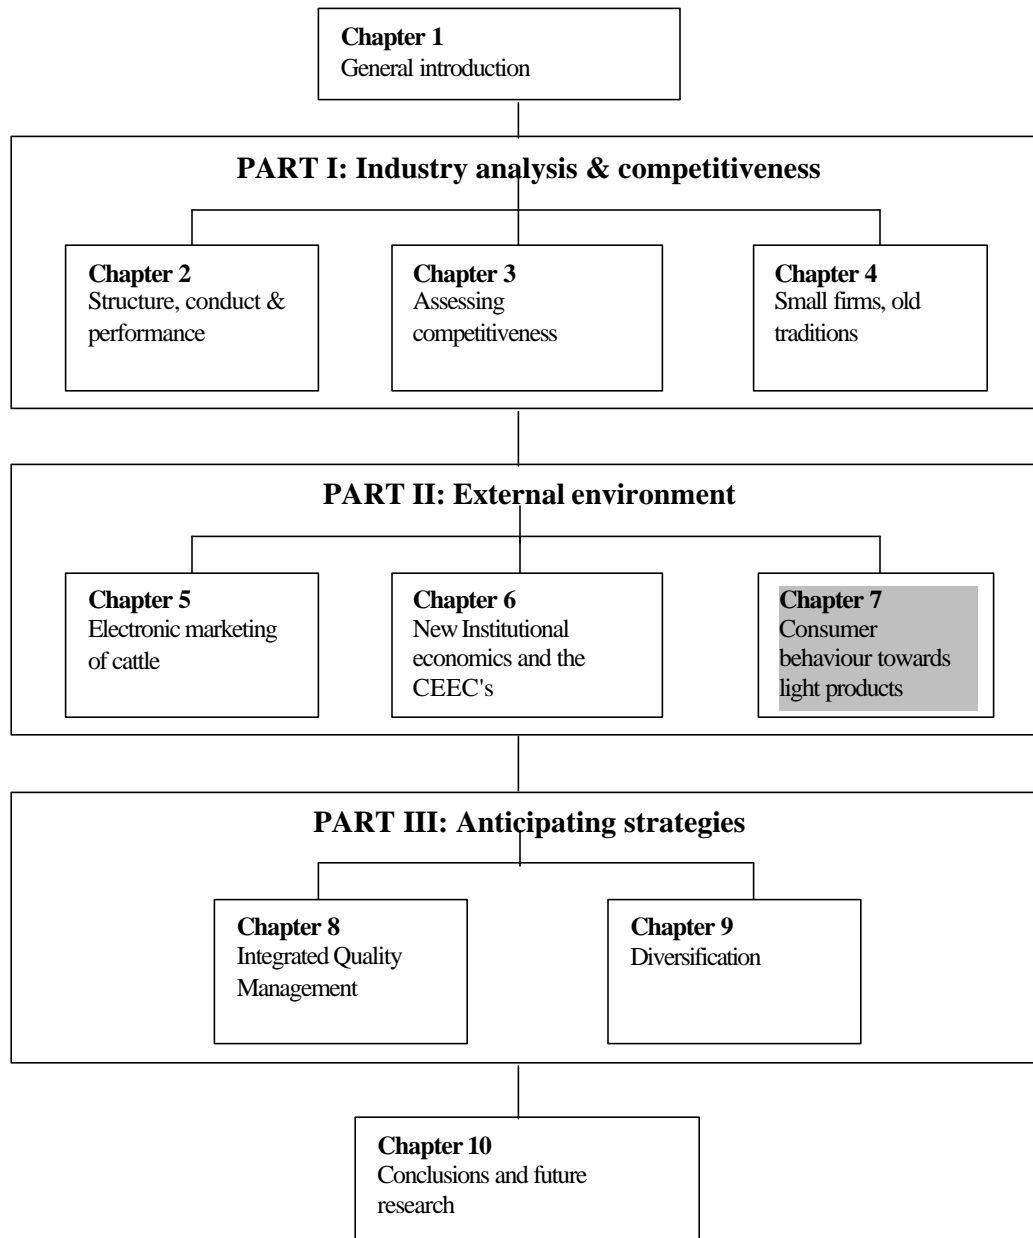 Chapter 1
General introduction
PART I: Industry analysis & competitiveness
Chapter 2
Structure, conduct &
performance
Chapter 3
Assessing
competitiveness
Chapter 4
Small firms, old
traditions
PART II: External environment
Chapter 5
Electronic marketing
of cattle
Chapter 6
New Institutional
economics and the
CEEC's
Chapter 7
Consumer
behaviour towards
light products
PART III: Anticipating strategies
Chapter 8
Integrated Quality
Management
Chapter 9
Diversification
Chapter 10
Conclusions and future
research